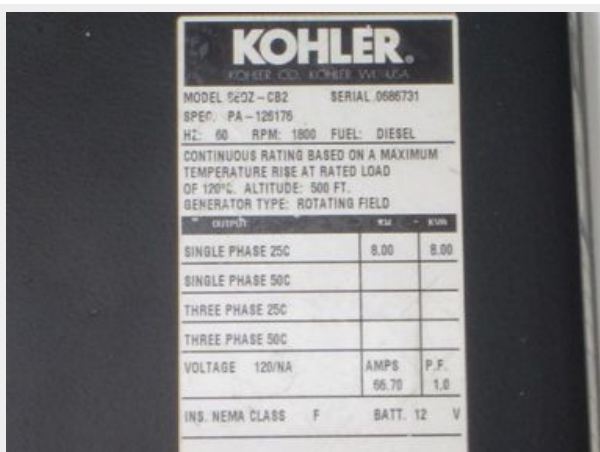 KOHLER.
KOHLER CO. KOHLER WI. USA
MODEL 8EOZ-CB2 SERIAL 0686731
SPEC. PA-126176
HZ: 60 RPM: 1800 FUEL: DIESEL
CONTINUOUS RATING BASED ON A MAXIMUM
TEMPERATURE RISE AT RATED LOAD
OF 120°C. ALTITUDE: 500 FT.
GENERATOR TYPE: ROTATING FIELD
OUTPUT KW KVA
SINGLE PHASE 25C 8.00 8.00
SINGLE PHASE 50C
THREE PHASE 25C
THREE PHASE 50C
VOLTAGE 120/NA AMPS P.F.
66.70 1.0
INS. NEMA CLASS F BATT. 12 V